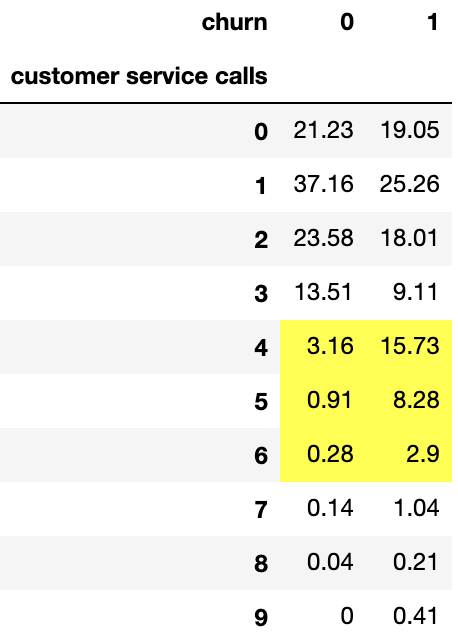 churn 0 1
customer service calls
0 21.23 19.05
1 37.16 25.26
2 23.58 18.01
3 13.51 9.11
4 3.16 15.73
5 0.91 8.28
6 0.28 2.9
7 0.14 1.04
8 0.04 0.21
9 0 0.41